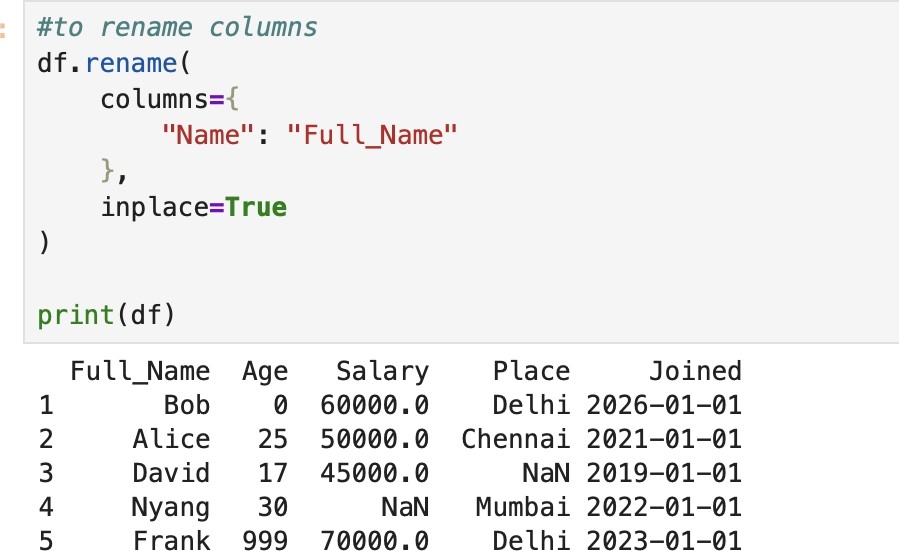 #to rename columns
df.rename(
    columns={
        "Name": "Full_Name"
    },
    inplace=True
)

print(df)
  Full_Name  Age   Salary    Place     Joined
1       Bob    0  60000.0    Delhi 2026-01-01
2     Alice   25  50000.0  Chennai 2021-01-01
3     David   17  45000.0      NaN 2019-01-01
4     Nyang   30      NaN   Mumbai 2022-01-01
5     Frank  999  70000.0    Delhi 2023-01-01